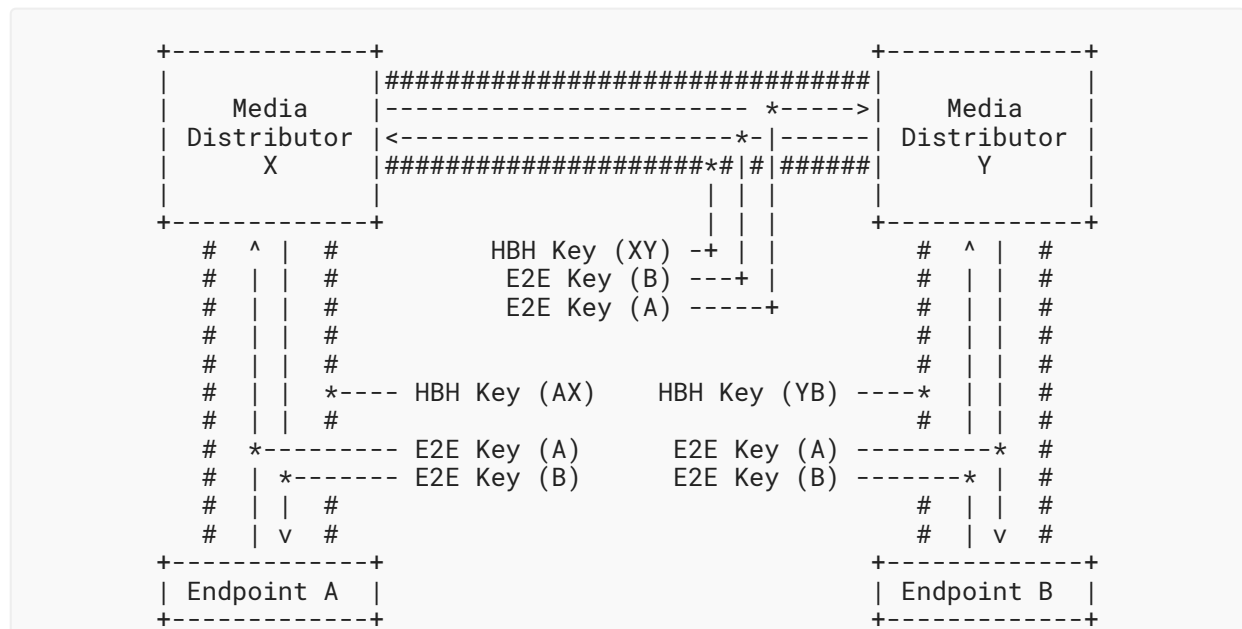 +-------------+                                +-------------+
|             |################################|             |
|    Media    |------------------------ *----->|    Media    |
| Distributor |<----------------------*-|------| Distributor |
|      X      |#####################*#|#|######|      Y      |
|             |                     | | |      |             |
+-------------+                     | | |      +-------------+
   #  ^ |  #          HBH Key (XY) -+ | |         #  ^ |  #
   #  | |  #           E2E Key (B) ---+ |         #  | |  #
   #  | |  #           E2E Key (A) -----+         #  | |  #
   #  | |  #                                      #  | |  #
   #  | |  #                                      #  | |  #
   #  | |  *---- HBH Key (AX)    HBH Key (YB) ----*  | |  #
   #  | |  #                                      #  | |  #
   #  *--------- E2E Key (A)      E2E Key (A) ---------*  #
   #  | *------- E2E Key (B)      E2E Key (B) -------* |  #
   #  | |  #                                      #  | |  #
   #  | v  #                                      #  | v  #
+-------------+                                +-------------+
| Endpoint A  |                                | Endpoint B  |
+-------------+                                +-------------+